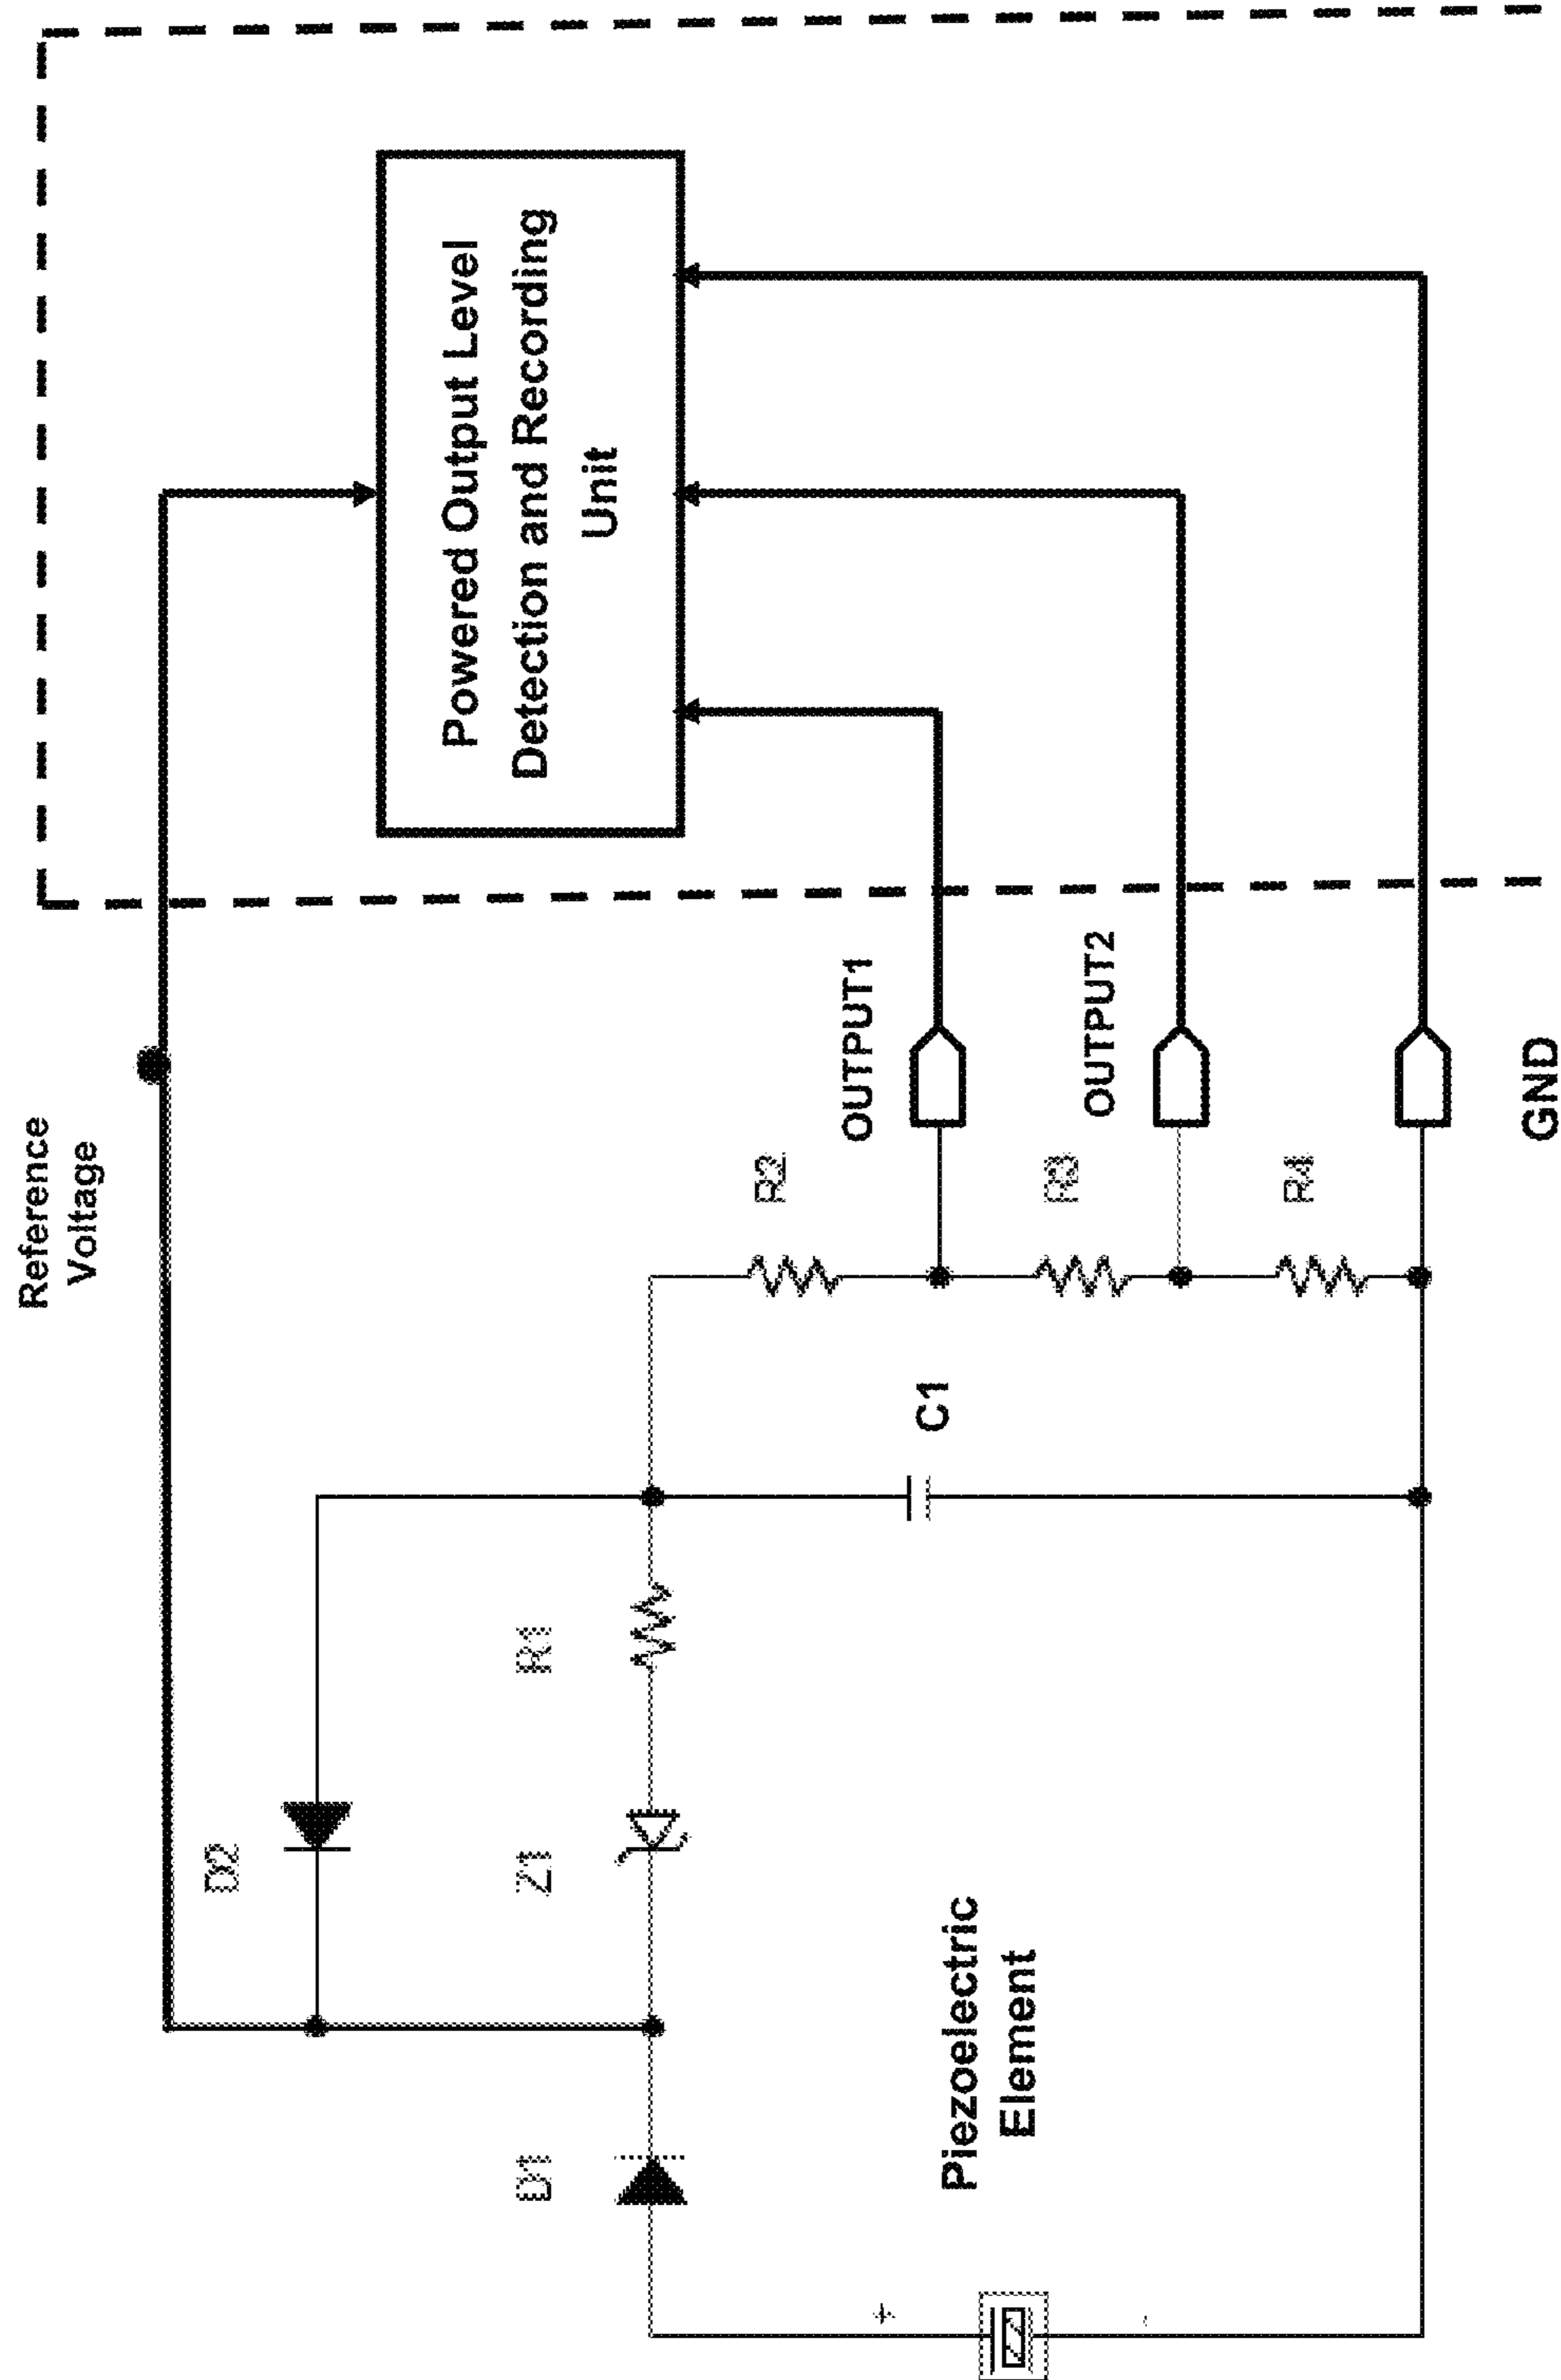 Reference
Voltage
D2
D1
Z1
R1
C1
R2
R3
R4
OUTPUT1
OUTPUT2
GND
+
-
Piezoelectric
Element
Powered Output Level
Detection and Recording
Unit